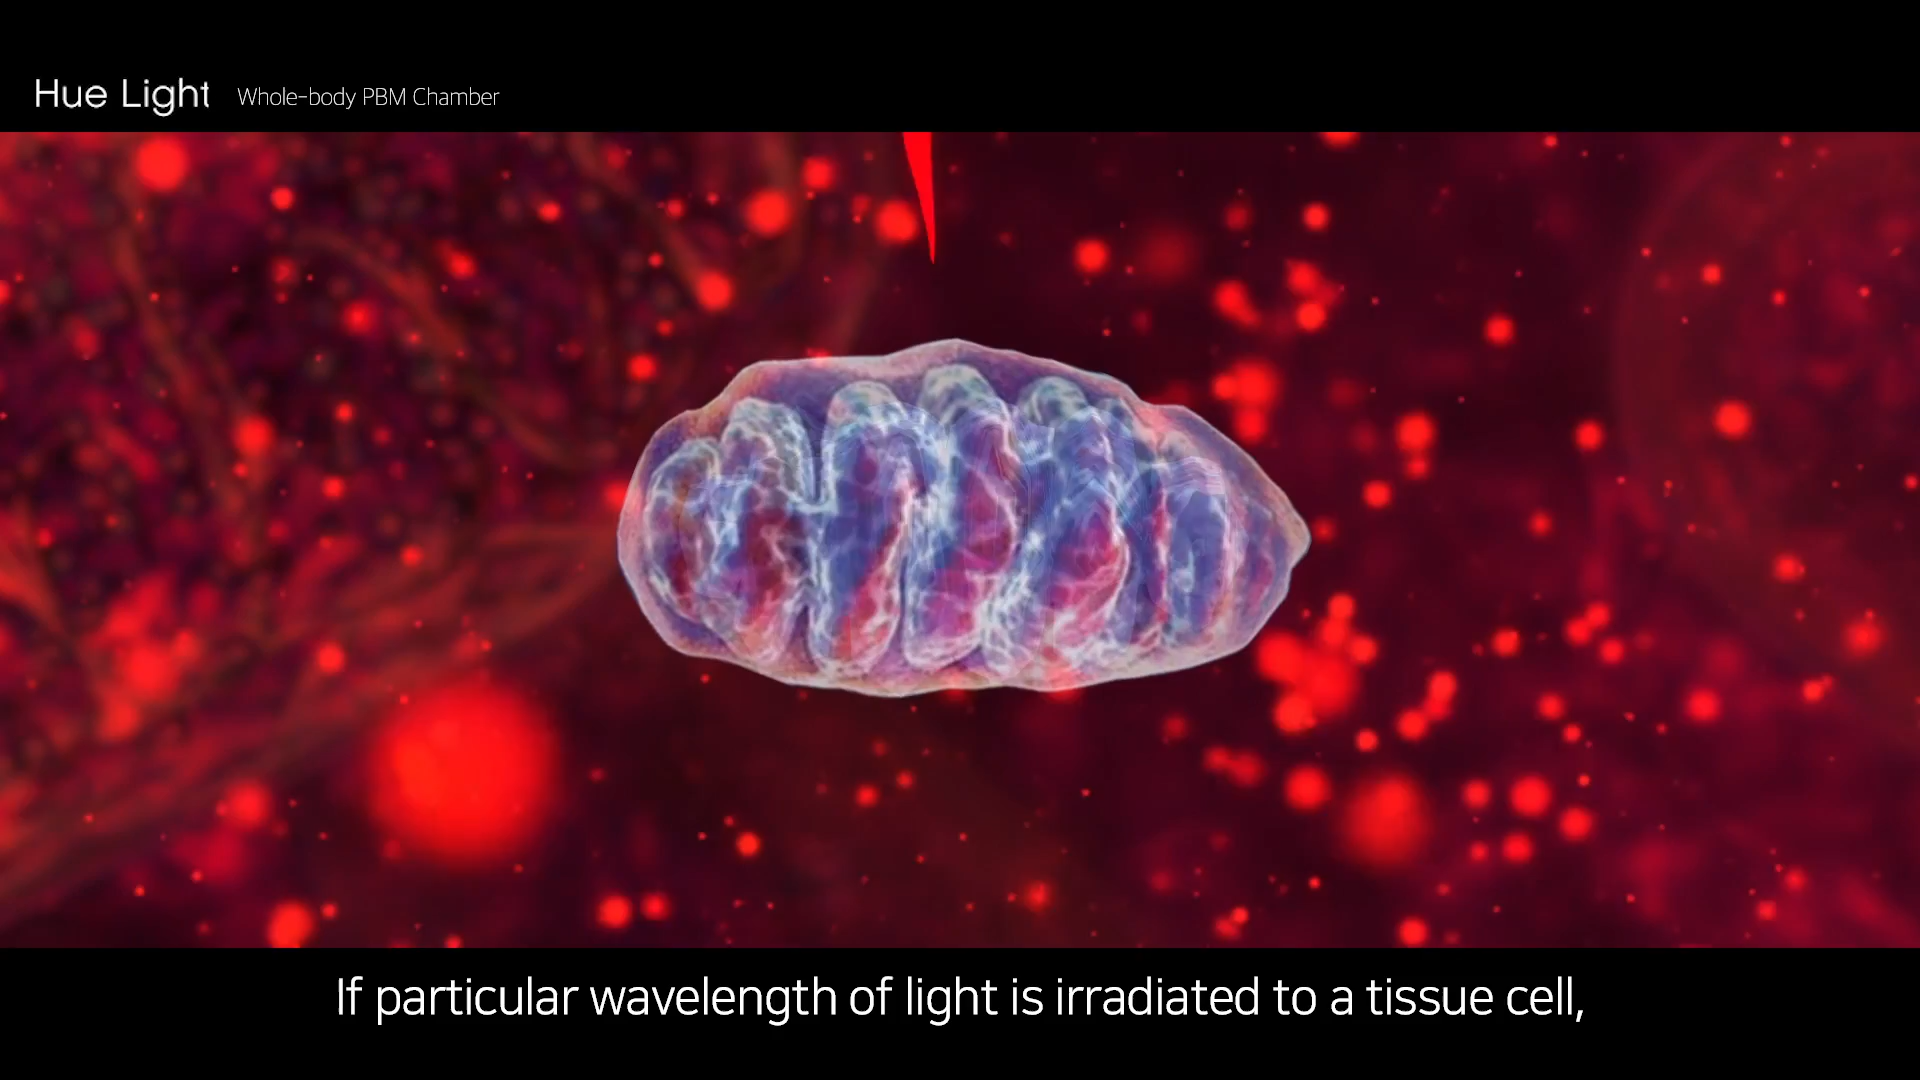 Hue Light Whole-body PBM Chamber
If particular wavelength of light is irradiated to a tissue cell,